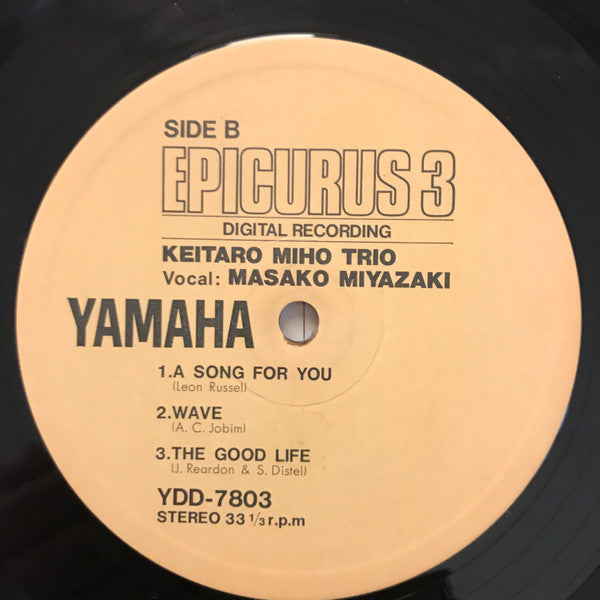 SIDE B
EPICURUS 3
DIGITAL RECORDING
KEITARO MIHO TRIO
Vocal: MASAKO MIYAZAKI
YAMAHA
1.A SONG FOR YOU
(Leon Russel)
2.WAVE
(A. C. Jobim)
3.THE GOOD LIFE
(J. Reardon & S. Distel)
YDD-7803
STEREO 33 1/3 r.p.m